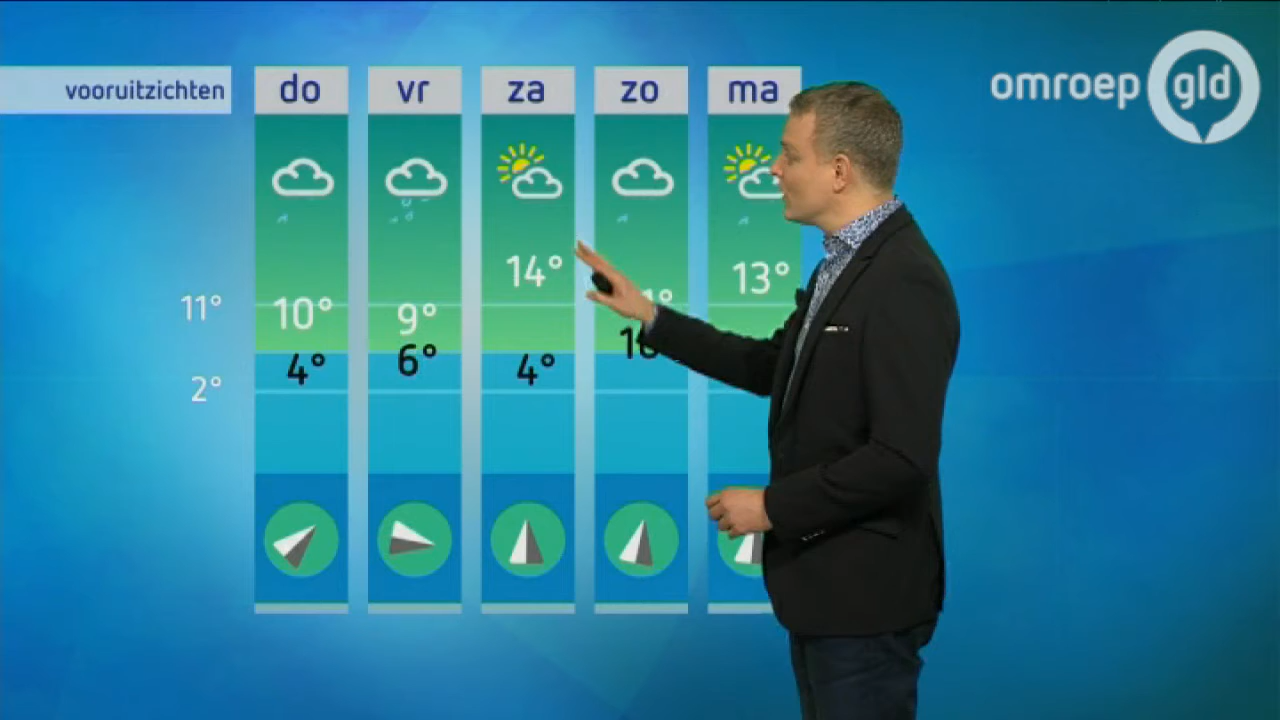 vooruitzichten
do vr za zo ma
omroep gld
14° 13°
11°
10° 9°
4° 6° 4°
2°